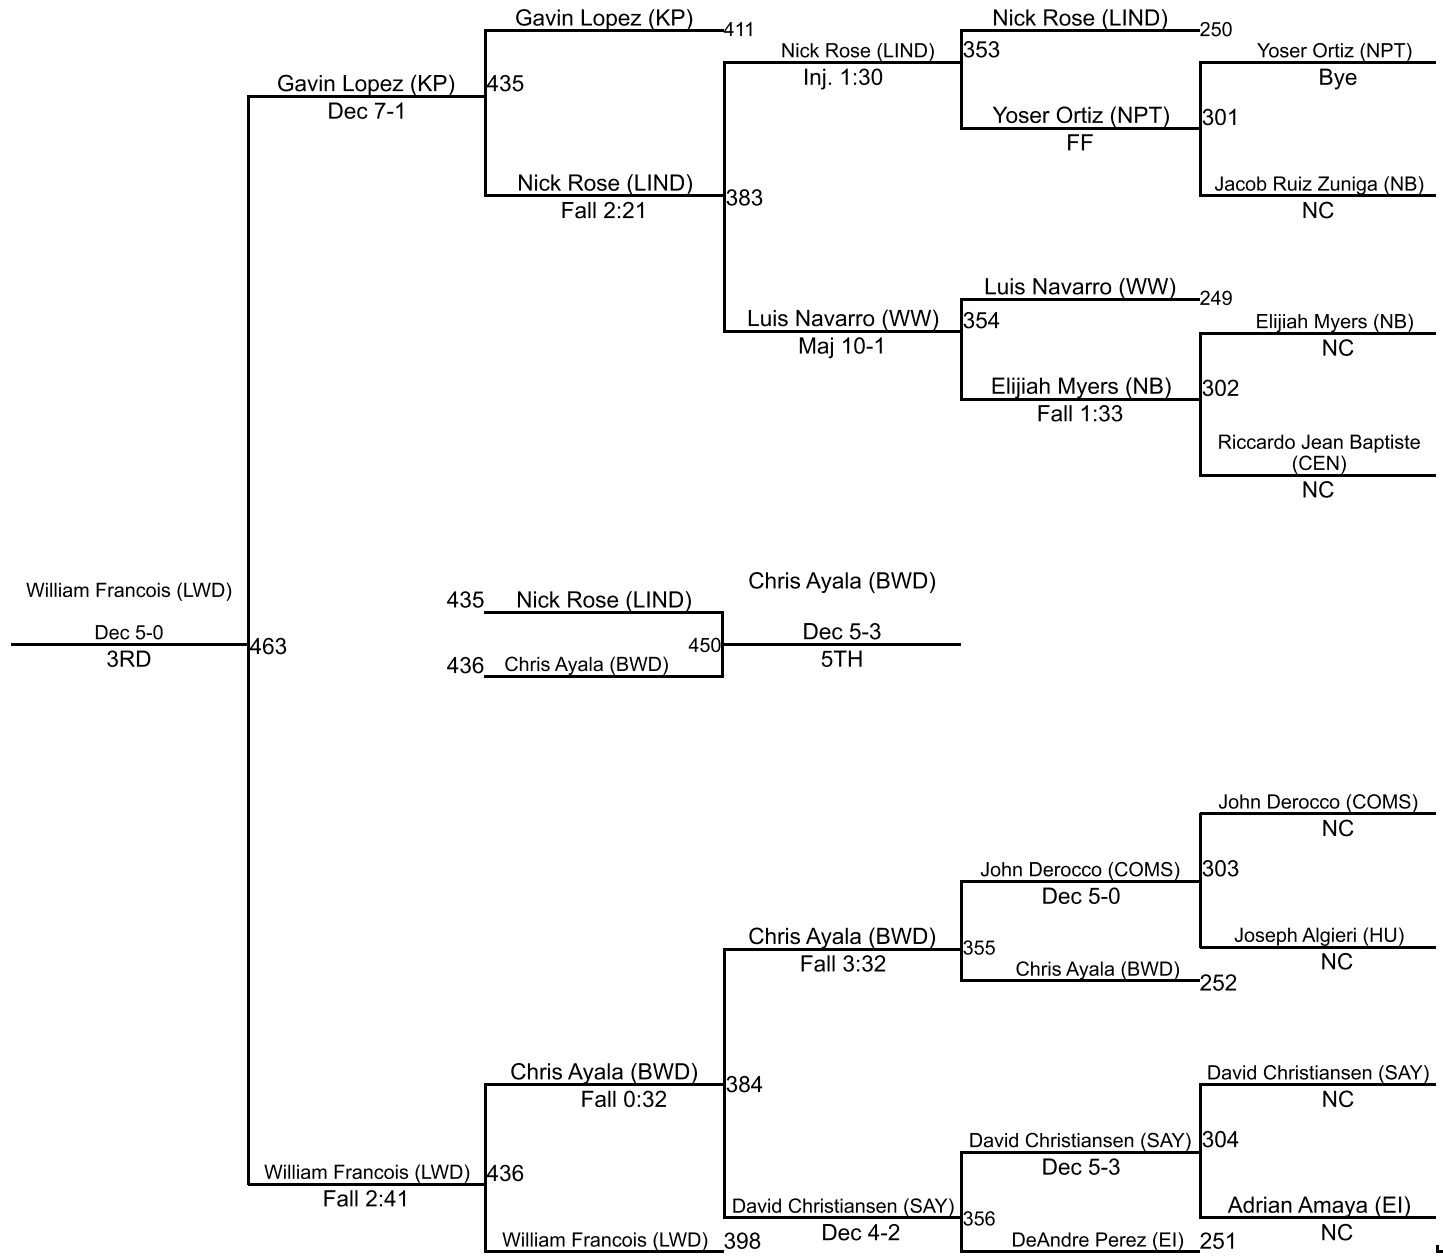 Gavin Lopez (KP)
411
Nick Rose (LIND)
250
Gavin Lopez (KP)
Dec 7-1
435
Nick Rose (LIND)
Inj. 1:30
353
Yoser Ortiz (NPT)
Bye
Yoser Ortiz (NPT)
FF
301
Nick Rose (LIND)
Fall 2:21
383
Jacob Ruiz Zuniga (NB)
NC
Luis Navarro (WW)
249
Luis Navarro (WW)
Maj 10-1
354
Elijiah Myers (NB)
NC
Elijiah Myers (NB)
Fall 1:33
302
Riccardo Jean Baptiste
(CEN)
NC
William Francois (LWD)
Dec 5-0
3RD
463
435
Nick Rose (LIND)
Chris Ayala (BWD)
450
Dec 5-3
5TH
436
Chris Ayala (BWD)
John Derocco (COMS)
NC
John Derocco (COMS)
Dec 5-0
303
Chris Ayala (BWD)
Fall 3:32
355
Joseph Algieri (HU)
NC
Chris Ayala (BWD)
252
Chris Ayala (BWD)
Fall 0:32
384
David Christiansen (SAY)
NC
David Christiansen (SAY)
Dec 5-3
304
William Francois (LWD)
Fall 2:41
436
David Christiansen (SAY)
Dec 4-2
356
Adrian Amaya (EI)
NC
William Francois (LWD)
398
DeAndre Perez (EI)
251